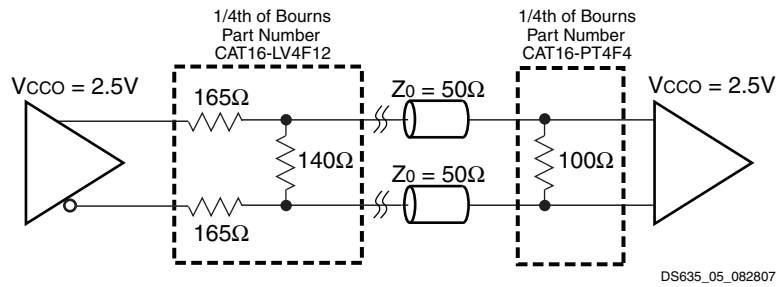 1/4th of Bourns
Part Number
CAT16-LV4F12
1/4th of Bourns
Part Number
CAT16-PT4F4
VCCO = 2.5V
VCCO = 2.5V
165Ω
Z0 = 50Ω
140Ω
100Ω
Z0 = 50Ω
165Ω
DS635_05_082807